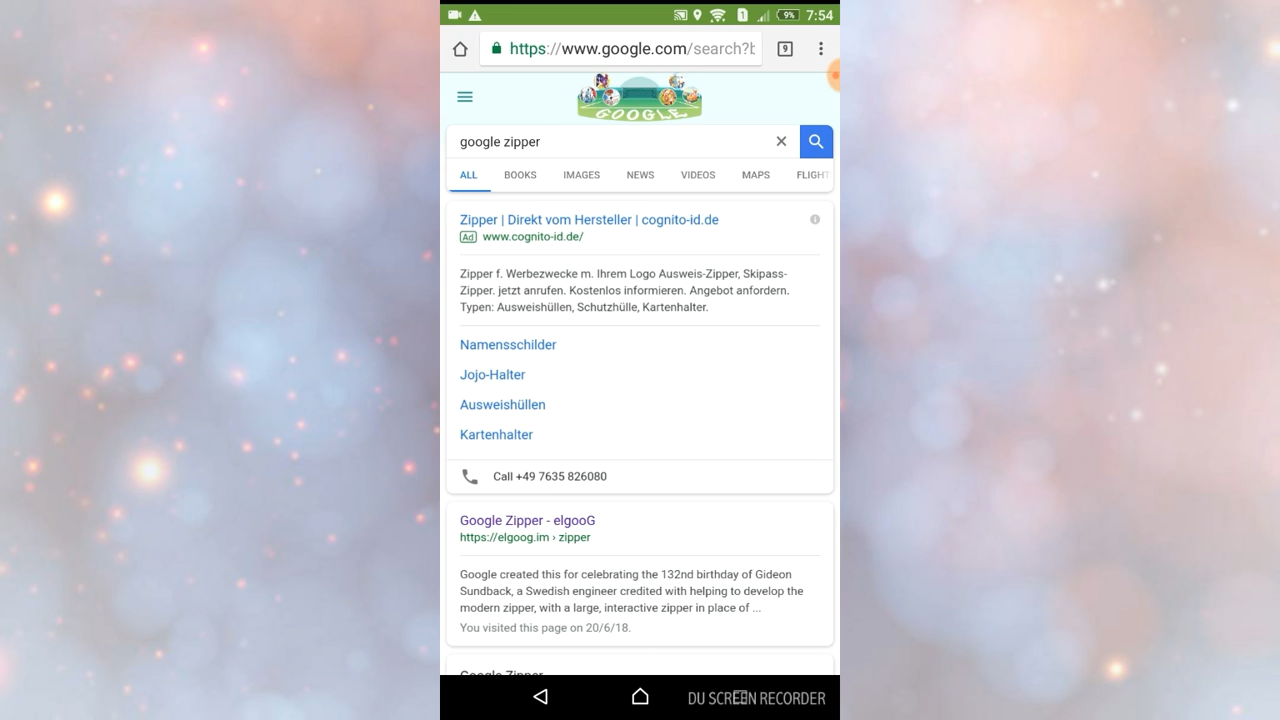 1 9% 7:54
https://www.google.com/search?b
9
GOOGLE
google zipper
ALL BOOKS IMAGES NEWS VIDEOS MAPS FLIGHT
Zipper | Direkt vom Hersteller | cognito-id.de
Ad www.cognito-id.de/
Zipper f. Werbezwecke m. Ihrem Logo Ausweis-Zipper, Skipass-
Zipper. jetzt anrufen. Kostenlos informieren. Angebot anfordern.
Typen: Ausweishüllen, Schutzhülle, Kartenhalter.
Namensschilder
Jojo-Halter
Ausweishüllen
Kartenhalter
Call +49 7635 826080
Google Zipper - elgooG
https://elgoog.im › zipper
Google created this for celebrating the 132nd birthday of Gideon
Sundback, a Swedish engineer credited with helping to develop the
modern zipper, with a large, interactive zipper in place of ...
You visited this page on 20/6/18.
Google Zipper
DU SCREEN RECORDER